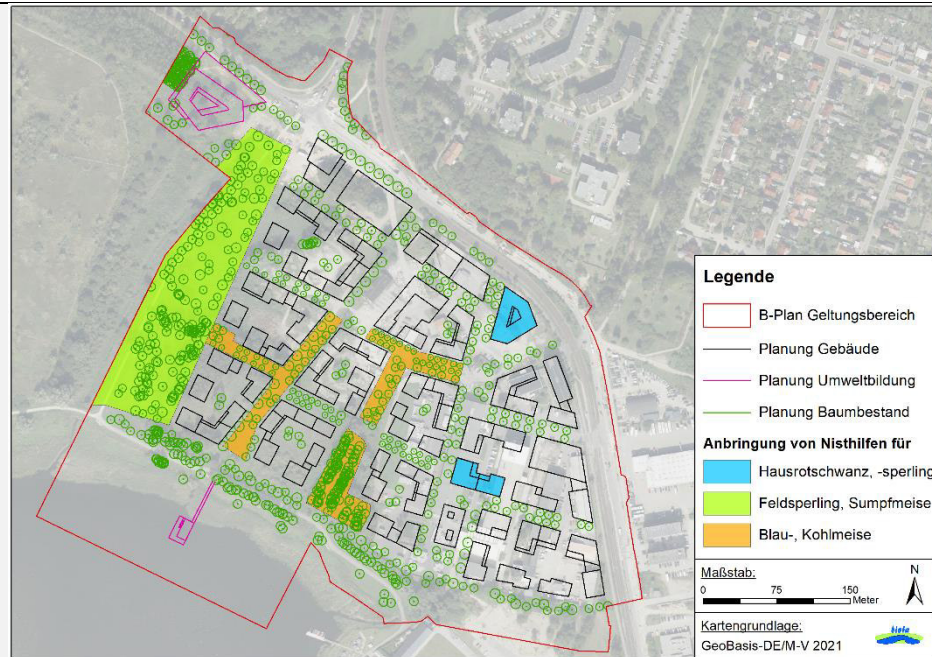 Legende
B-Plan Geltungsbereich
Planung Gebäude
Planung Umweltbildung
Planung Baumbestand
Anbringung von Nisthilfen für
Hausrotschwanz, -sperling
Feldsperling, Sumpfmeise
Blau-, Kohlmeise
Maßstab:
0 75 150
Meter
N
Kartengrundlage:
GeoBasis-DE/M-V 2021